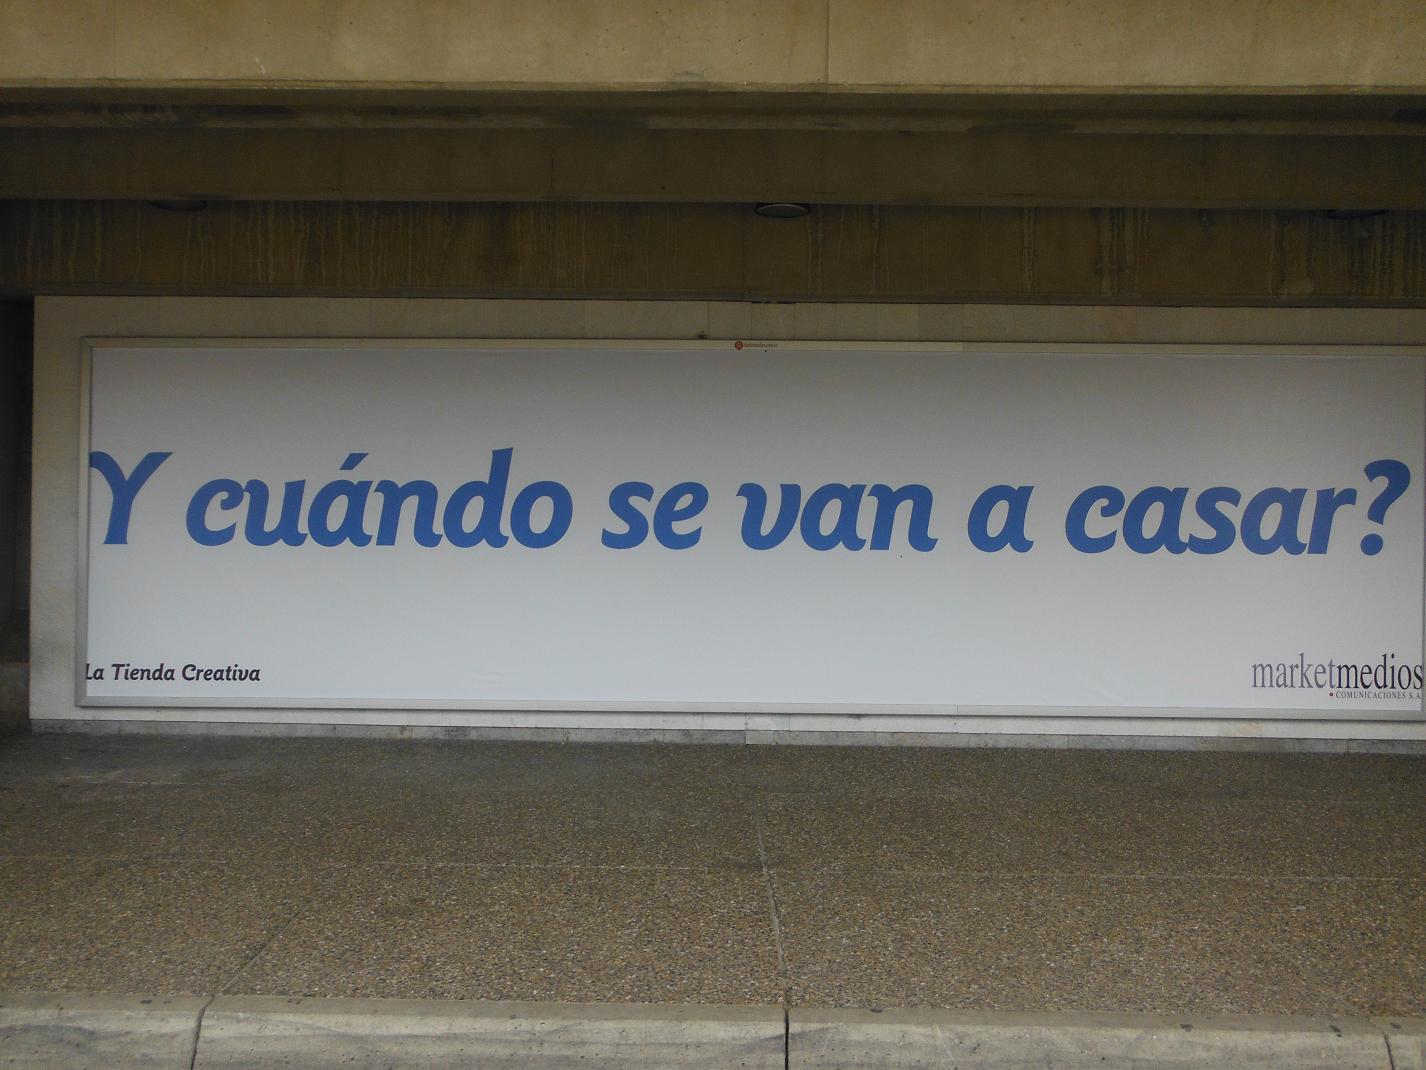 Y cuándo se van a casar?
La Tienda Creativa
marketmedios
COMUNICACIONES S.A